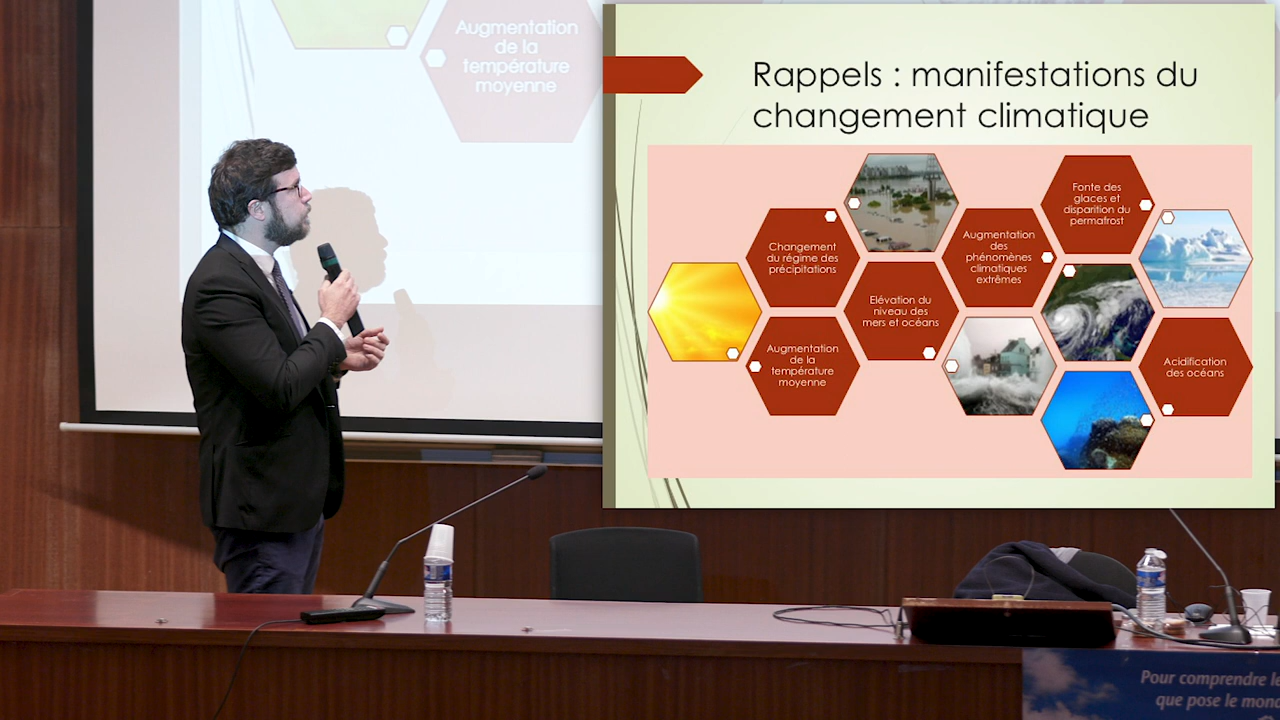 Augmentation
de la
température
moyenne
Rappels : manifestations du
changement climatique
Changement
du régime des
précipitations
Augmentation
de la
température
moyenne
Elévation du
niveau des
mers et océans
Augmentation
des
phénomènes
climatiques
extrêmes
Fonte des
glaces et
disparition du
permafrost
Acidification
des océans
Pour comprendre le
que pose le mond